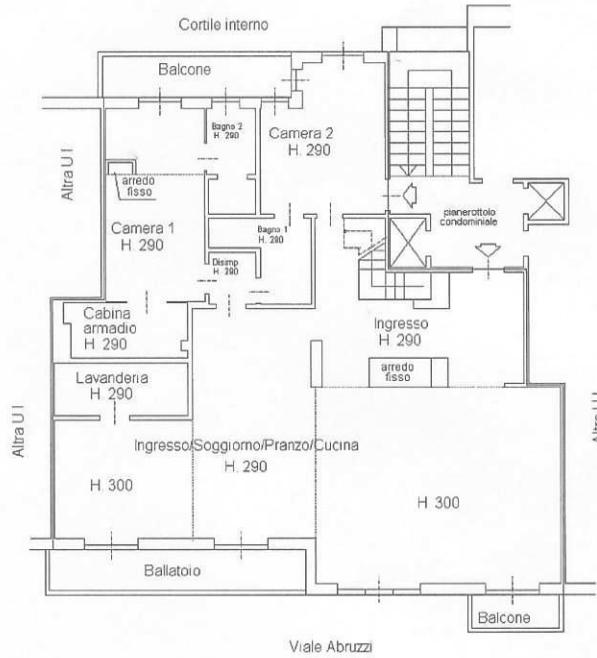 Cortile interno
Balcone
Bagno 2
H. 290
Camera 2
H. 290
Altra U I
arredo
fisso
pianerottolo
condominiale
Camera 1
H. 290
Bagno 1
H. 290
Disimp
H. 290
Cabina
armadio
H 290
Ingresso
H. 290
arredo
fisso
Lavanderia
H. 290
Altra U I
Ingresso/Soggiorno/Pranzo/Cucina
H. 290
Altra U I
H. 300
H. 300
Ballatoio
Balcone
Viale Abruzzi